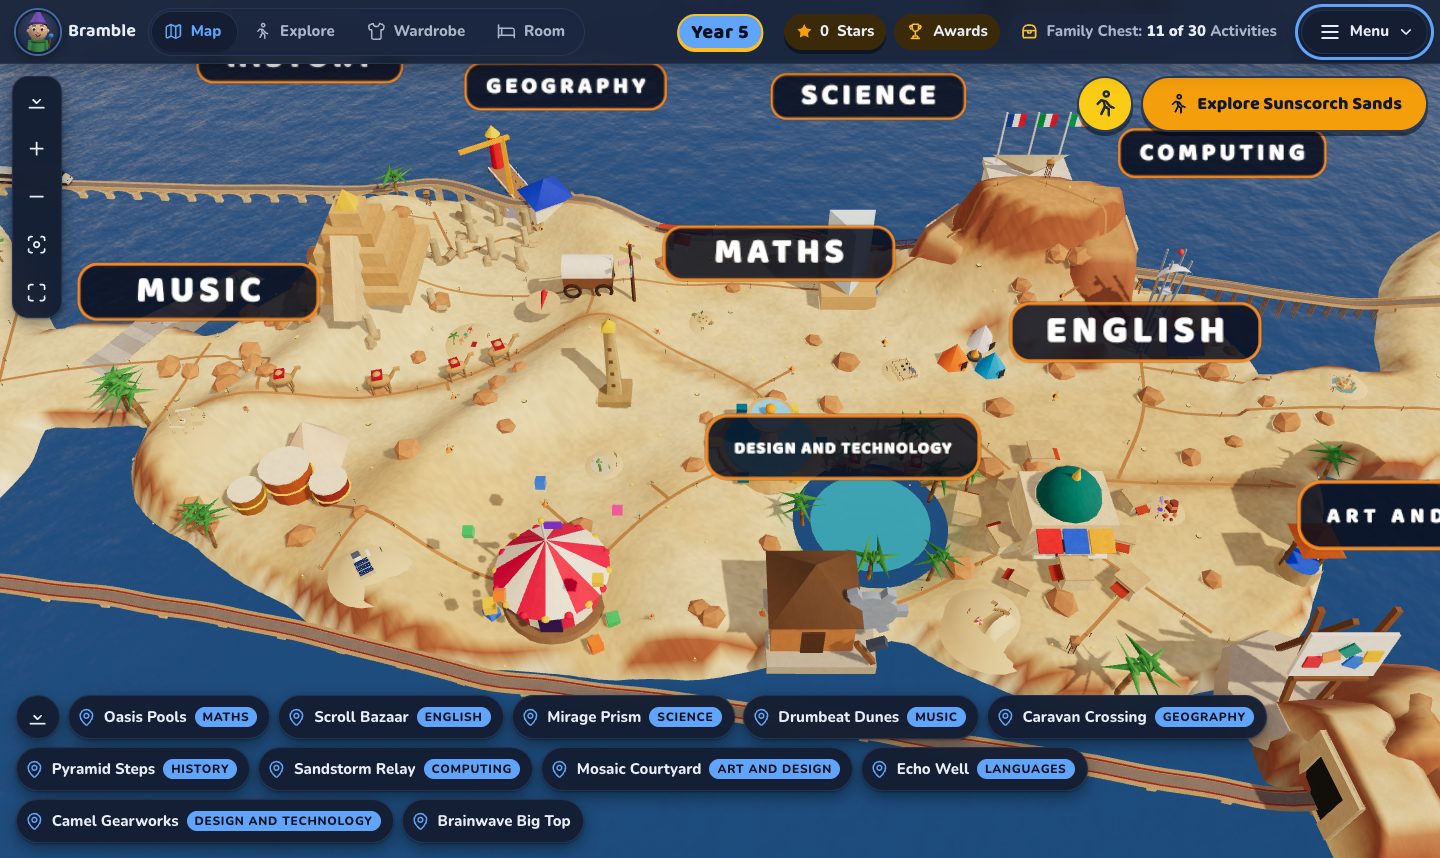 Bramble
Map
Explore
Wardrobe
Room
Year 5
0 Stars
Awards
Family Chest: 11 of 30 Activities
Menu
HISTORY
GEOGRAPHY
SCIENCE
Explore Sunscorch Sands
COMPUTING
MATHS
MUSIC
ENGLISH
DESIGN AND TECHNOLOGY
ART AND
Oasis Pools MATHS
Scroll Bazaar ENGLISH
Mirage Prism SCIENCE
Drumbeat Dunes MUSIC
Caravan Crossing GEOGRAPHY
Pyramid Steps HISTORY
Sandstorm Relay COMPUTING
Mosaic Courtyard ART AND DESIGN
Echo Well LANGUAGES
Camel Gearworks DESIGN AND TECHNOLOGY
Brainwave Big Top